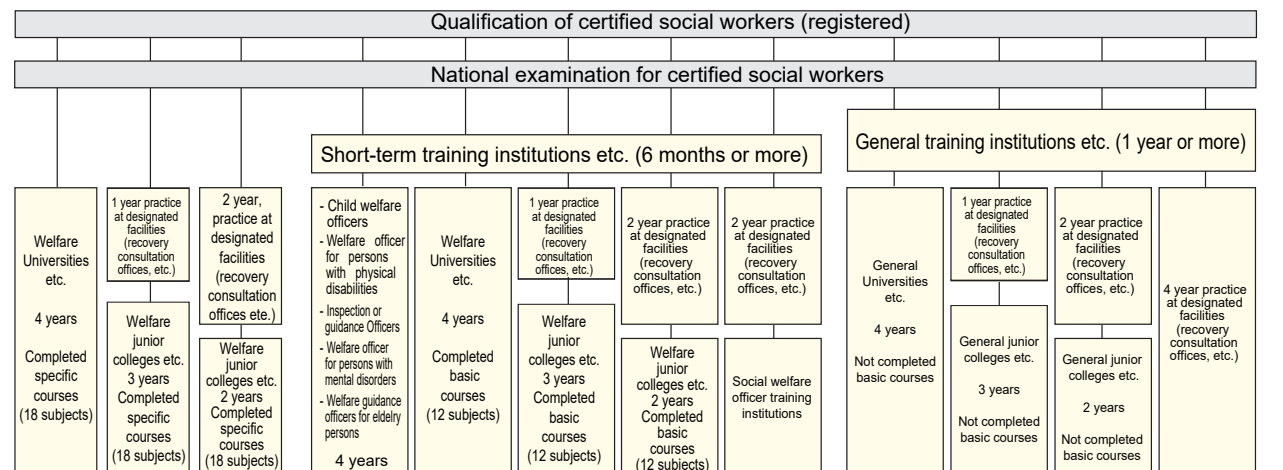 Qualification of certified social workers (registered)
National examination for certified social workers
Short-term training institutions etc. (6 months or more)
General training institutions etc. (1 year or more)
Welfare
Universities
etc.
4 years
Completed
specific
courses
(18 subjects)
1 year practice
at designated
facilities
(recovery
consultation
offices, etc.)
Welfare
junior
colleges etc.
3 years
Completed
specific
courses
(18 subjects)
2 year,
practice at
designated
facilities
(recovery
consultation
offices ete.)
Welfare
junior
colleges etc.
2 years
Completed
specific
courses
(18 subjects)
- Child welfare
officers
- Welfare officer
for persons
with physical
disabilities
- Inspection or
guidance Officers
- Welfare officer
for persons with
mental disorders
- Welfare guidance
officers for eldelry
persons
4 years
Welfare
Universities
etc.
4 years
Completed
basic
courses
(12 subjects)
1 year practice
at designated
facilities
(recovery
consultation
offices, etc.)
Welfare
junior
colleges etc.
3 years
Completed
basic
courses
(12 subjects)
2 year practice
at designated
facilities
(recovery
consultation
offices, etc.)
Welfare
junior
colleges etc.
2 years
Completed
basic
courses
(12 subjects)
2 year practice
at designated
facilities
(recovery
consultation
offices, etc.)
Social welfare
officer training
institutions
General
Universities
etc.
4 years
Not completed
basic courses
1 year practice
at designated
facilities
(recovery
consultation
offices, etc.)
General junior
colleges etc.
3 years
Not completed
basic courses
2 year practice
at designated
facilities
(recovery
consultation
offices, etc.)
General junior
colleges etc.
2 years
Not completed
basic courses
4 year practice
at designated
facilities
(recovery
consultation
offices, etc.)